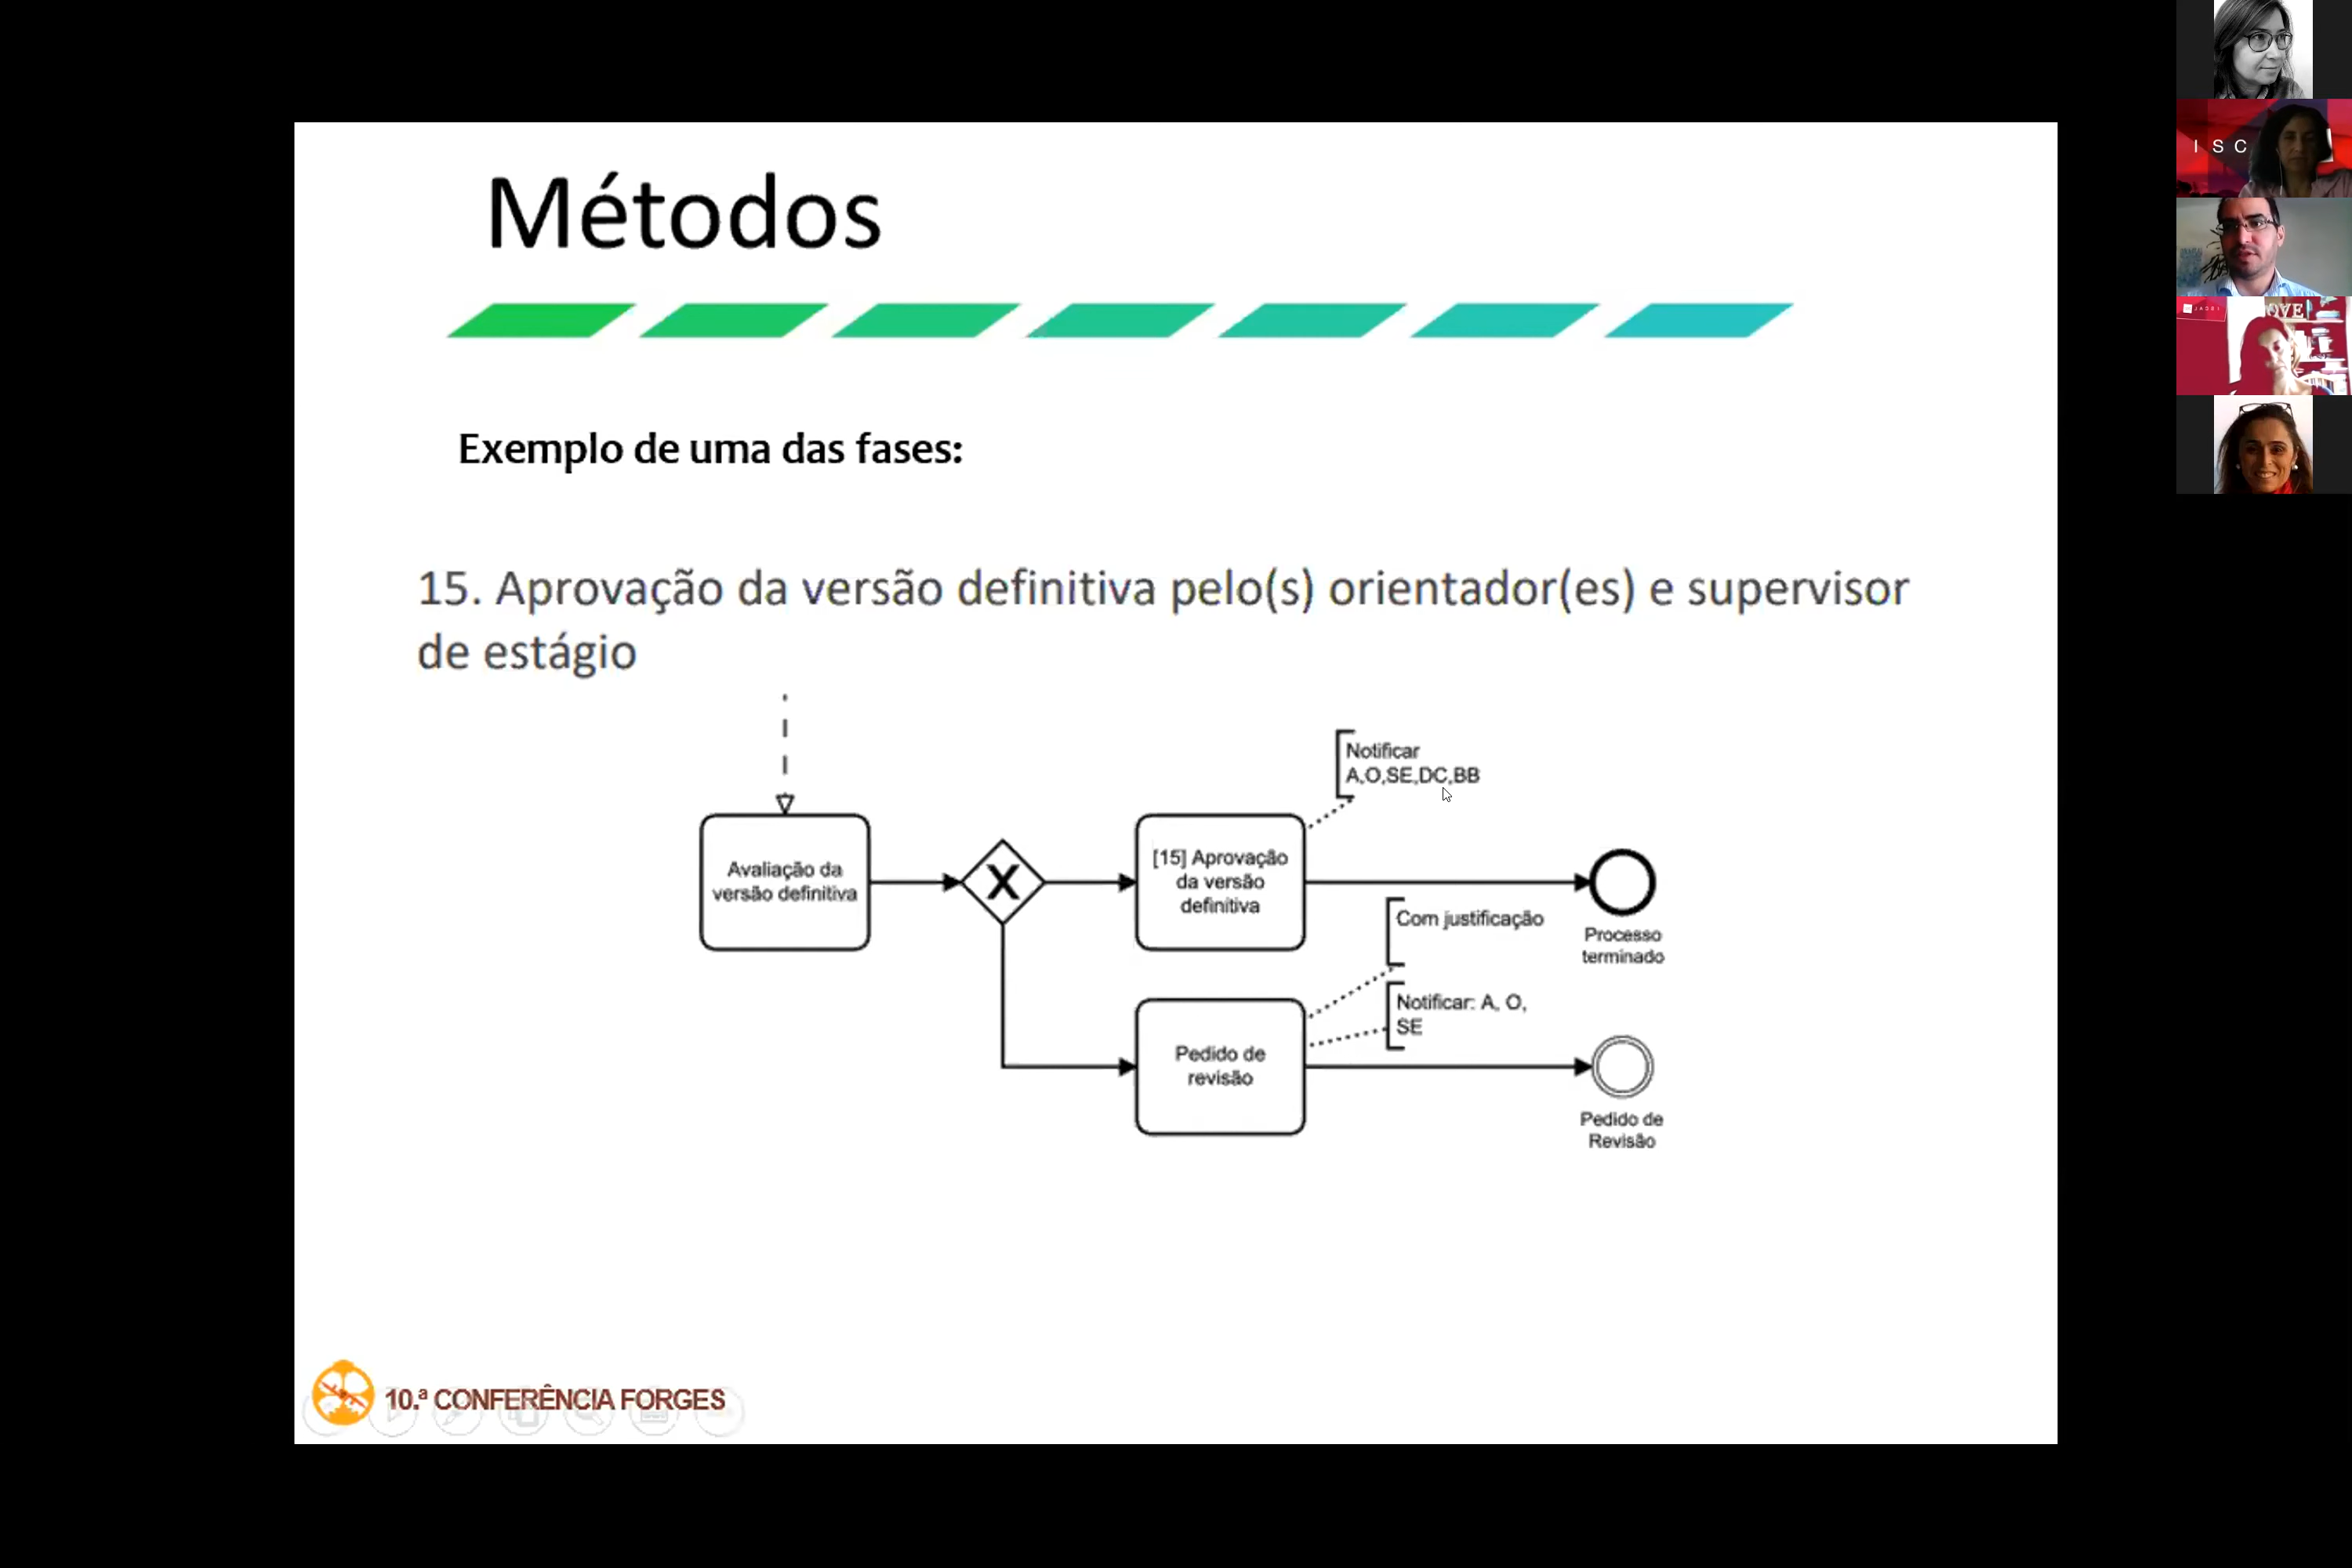 Métodos
Exemplo de uma das fases:
15. Aprovação da versão definitiva pelo(s) orientador(es) e supervisor
de estágio
Notificar
A,O,SE,DC,BB
Avaliação da
versão definitiva
X
[15] Aprovação
da versão
definitiva
Com justificação
Processo
terminado
Notificar: A, O,
SE
Pedido de
revisão
Pedido de
Revisão
10.ª CONFERÊNCIA FORGES
I S C
OVE